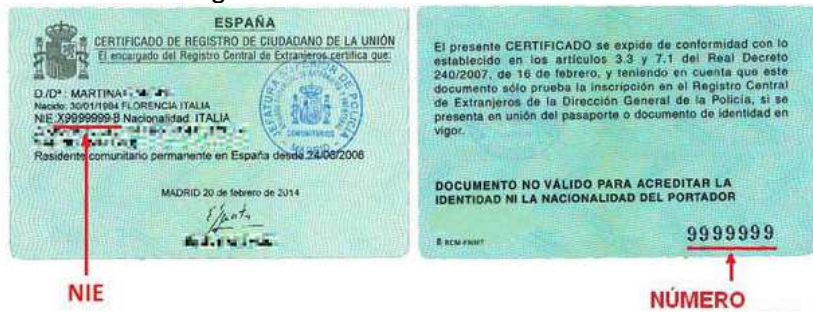 ESPAÑA
CERTIFICADO DE REGISTRO DE CIUDADANO DE LA UNIÓN
El encargado del Registro Central de Extranjeros certifica que:
D./Dª : MARTINA
Nacido: 30/01/1984 FLORENCIA ITALIA
NIE:X9999999-B Nacionalidad: ITALIA
Rasidente comunitario permanente en España desde 24/06/2006
MADRID 20 de febrero de 2014
NIE
El presente CERTIFICADO se expide de conformidad con lo
establecido en los artículos 3.3 y 7.1 del Real Decreto
240/2007, de 16 de febrero, y teniendo en cuenta que este
documento sólo prueba la inscripción en el Registro Central
de Extranjeros de la Dirección General de la Policía, si se
presenta en unión del pasaporte o documento de identidad en
vigor.
DOCUMENTO NO VÁLIDO PARA ACREDITAR LA
IDENTIDAD NI LA NACIONALIDAD DEL PORTADOR
9999999
NÚMERO